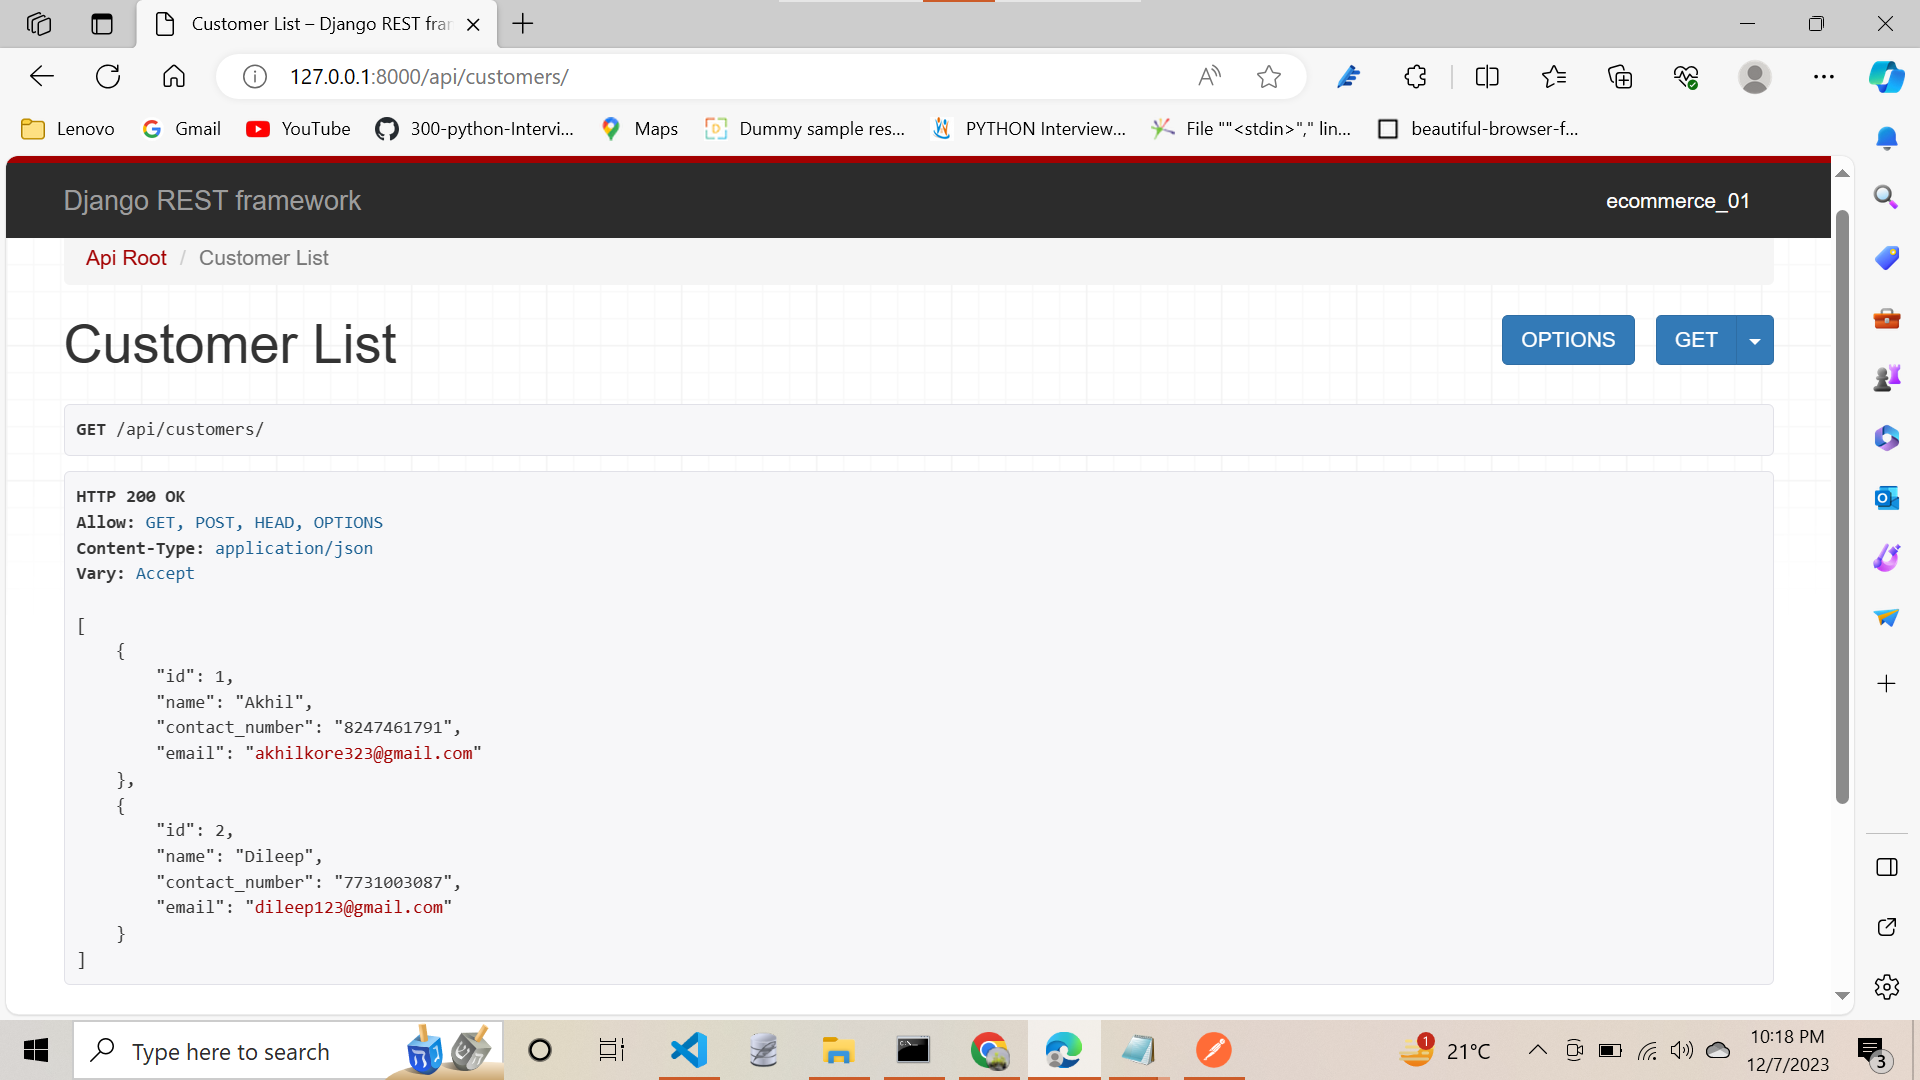 Customer List – Django REST fra
127.0.0.1:8000/api/customers/
Lenovo
Gmail
YouTube
300-python-Intervi...
Maps
Dummy sample res...
PYTHON Interview...
File ""<stdin>"," lin...
beautiful-browser-f...
Django REST framework
ecommerce_01
Api Root / Customer List
Customer List
OPTIONS
GET
GET /api/customers/
HTTP 200 OK
Allow: GET, POST, HEAD, OPTIONS
Content-Type: application/json
Vary: Accept
[
    {
        "id": 1,
        "name": "Akhil",
        "contact_number": "8247461791",
        "email": "akhilkore323@gmail.com"
    },
    {
        "id": 2,
        "name": "Dileep",
        "contact_number": "7731003087",
        "email": "dileep123@gmail.com"
    }
]
Type here to search
1
21°C
10:18 PM
12/7/2023
3